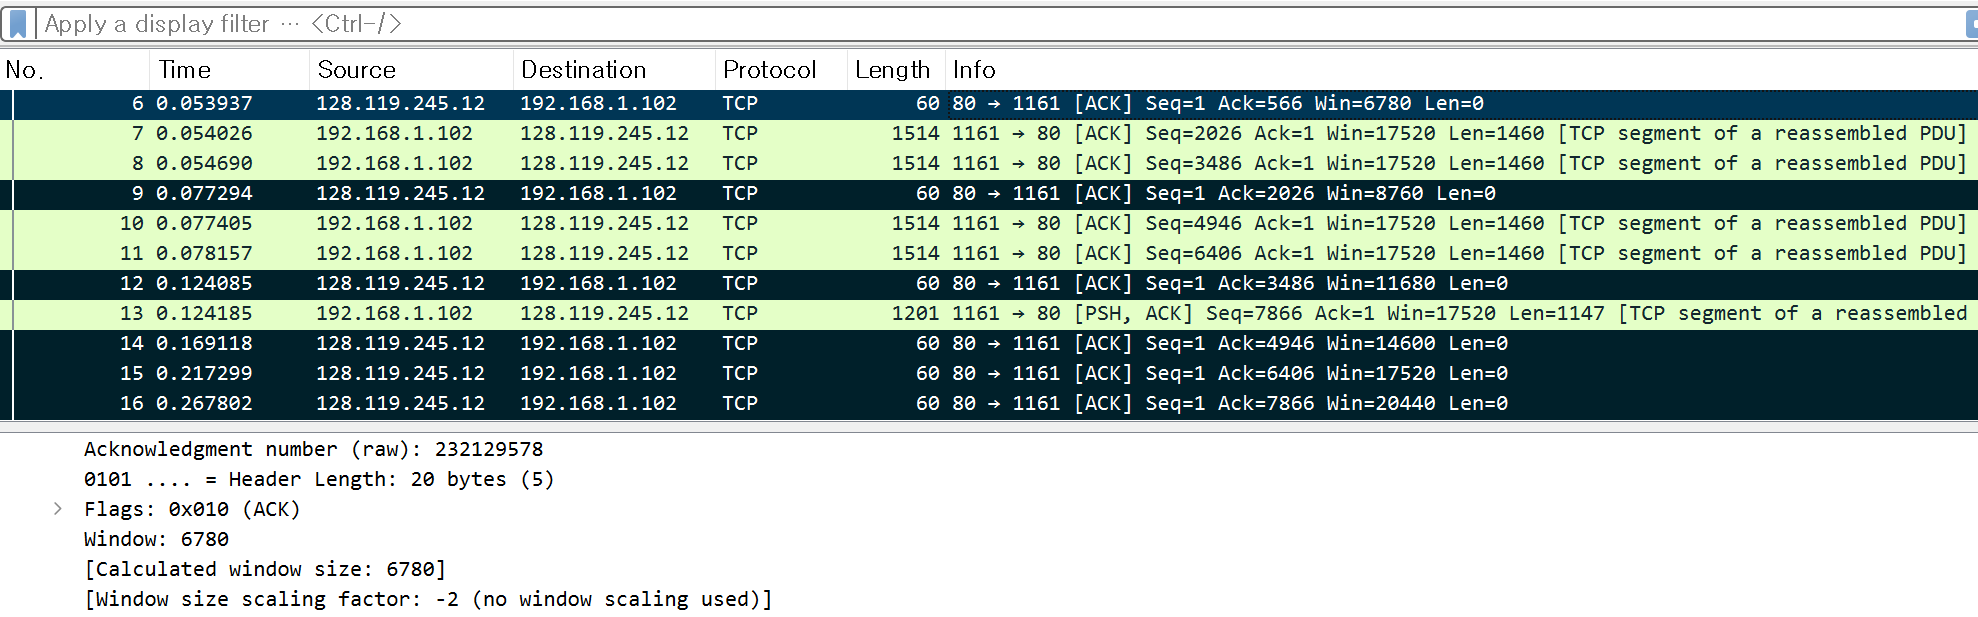 Apply a display filter ... <Ctrl-/>
No. Time Source Destination Protocol Length Info
6 0.053937 128.119.245.12 192.168.1.102 TCP 60 80 → 1161 [ACK] Seq=1 Ack=566 Win=6780 Len=0
7 0.054026 192.168.1.102 128.119.245.12 TCP 1514 1161 → 80 [ACK] Seq=2026 Ack=1 Win=17520 Len=1460 [TCP segment of a reassembled PDU]
8 0.054690 192.168.1.102 128.119.245.12 TCP 1514 1161 → 80 [ACK] Seq=3486 Ack=1 Win=17520 Len=1460 [TCP segment of a reassembled PDU]
9 0.077294 128.119.245.12 192.168.1.102 TCP 60 80 → 1161 [ACK] Seq=1 Ack=2026 Win=8760 Len=0
10 0.077405 192.168.1.102 128.119.245.12 TCP 1514 1161 → 80 [ACK] Seq=4946 Ack=1 Win=17520 Len=1460 [TCP segment of a reassembled PDU]
11 0.078157 192.168.1.102 128.119.245.12 TCP 1514 1161 → 80 [ACK] Seq=6406 Ack=1 Win=17520 Len=1460 [TCP segment of a reassembled PDU]
12 0.124085 128.119.245.12 192.168.1.102 TCP 60 80 → 1161 [ACK] Seq=1 Ack=3486 Win=11680 Len=0
13 0.124185 192.168.1.102 128.119.245.12 TCP 1201 1161 → 80 [PSH, ACK] Seq=7866 Ack=1 Win=17520 Len=1147 [TCP segment of a reassembled
14 0.169118 128.119.245.12 192.168.1.102 TCP 60 80 → 1161 [ACK] Seq=1 Ack=4946 Win=14600 Len=0
15 0.217299 128.119.245.12 192.168.1.102 TCP 60 80 → 1161 [ACK] Seq=1 Ack=6406 Win=17520 Len=0
16 0.267802 128.119.245.12 192.168.1.102 TCP 60 80 → 1161 [ACK] Seq=1 Ack=7866 Win=20440 Len=0
Acknowledgment number (raw): 232129578
0101 .... = Header Length: 20 bytes (5)
Flags: 0x010 (ACK)
Window: 6780
[Calculated window size: 6780]
[Window size scaling factor: -2 (no window scaling used)]